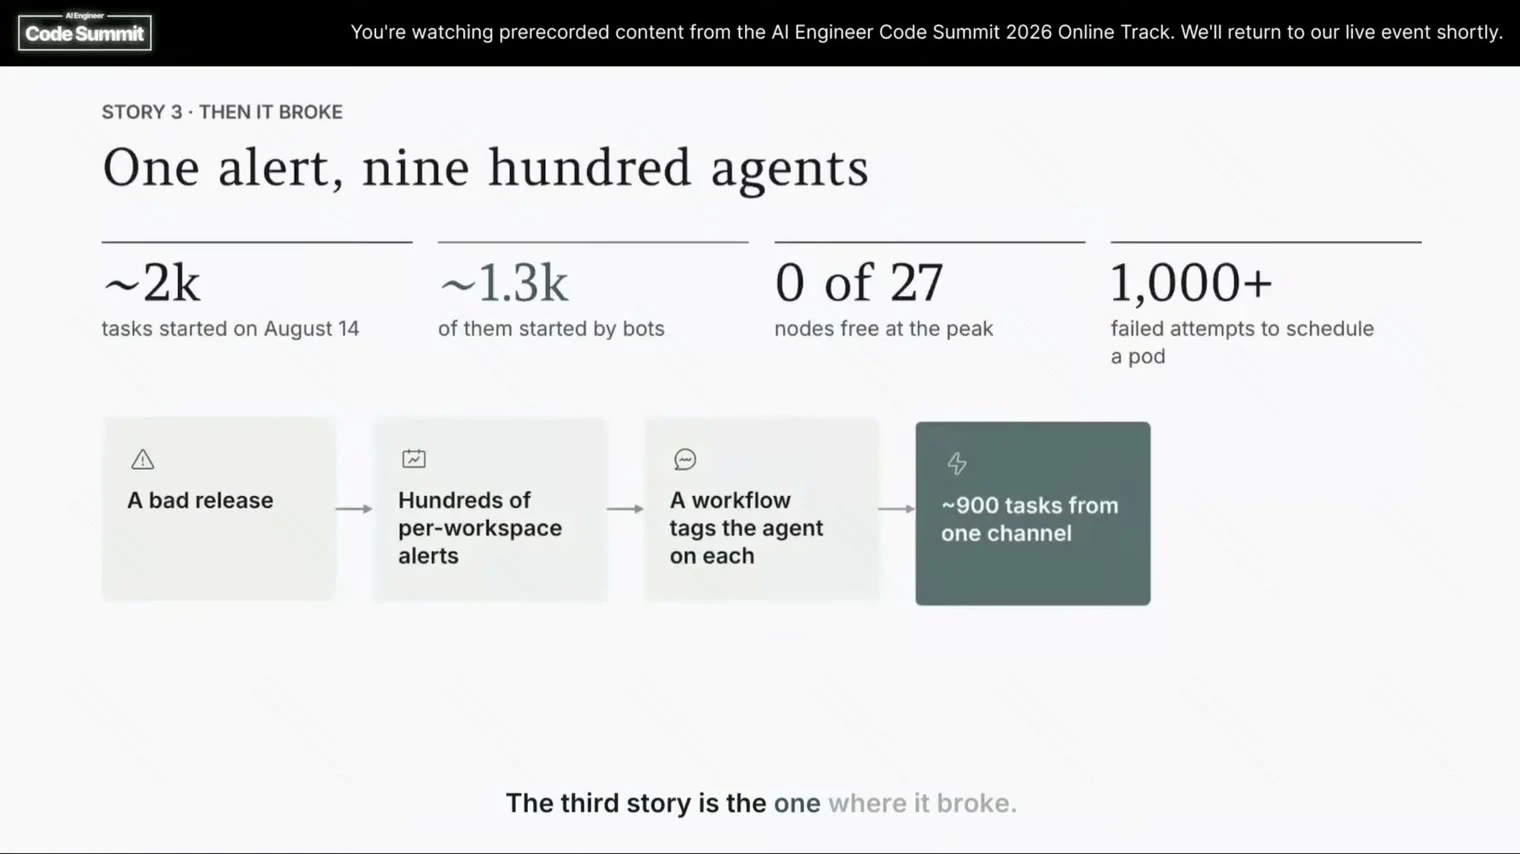 AI Engineer
Code Summit
You're watching prerecorded content from the AI Engineer Code Summit 2026 Online Track. We'll return to our live event shortly.
STORY 3 · THEN IT BROKE
One alert, nine hundred agents
~2k
tasks started on August 14
~1.3k
of them started by bots
0 of 27
nodes free at the peak
1,000+
failed attempts to schedule
a pod
A bad release
Hundreds of
per-workspace
alerts
A workflow
tags the agent
on each
~900 tasks from
one channel
The third story is the one where it broke.